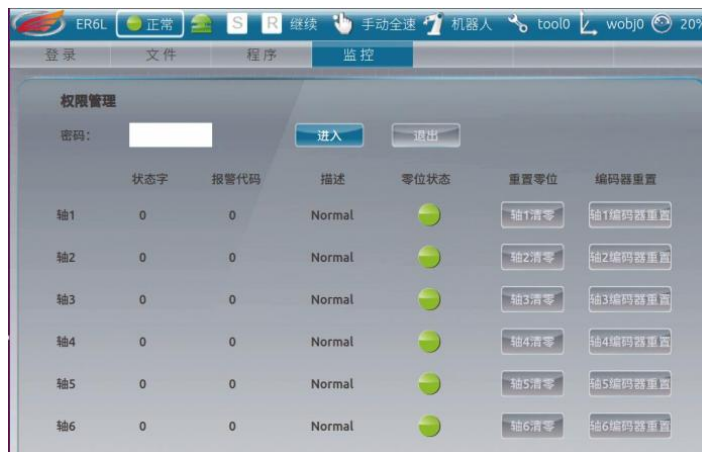 ER6L 正常 S R 继续 手动全速 机器人 tool0 wobj0 20%
登录 文件 程序 监控
权限管理
密码： 进入 退出
状态字 报警代码 描述 零位状态 重置零位 编码器重置
轴1 0 0 Normal 轴1清零 轴1编码器重置
轴2 0 0 Normal 轴2清零 轴2编码器重置
轴3 0 0 Normal 轴3清零 轴3编码器重置
轴4 0 0 Normal 轴4清零 轴4编码器重置
轴5 0 0 Normal 轴5清零 轴5编码器重置
轴6 0 0 Normal 轴6清零 轴6编码器重置